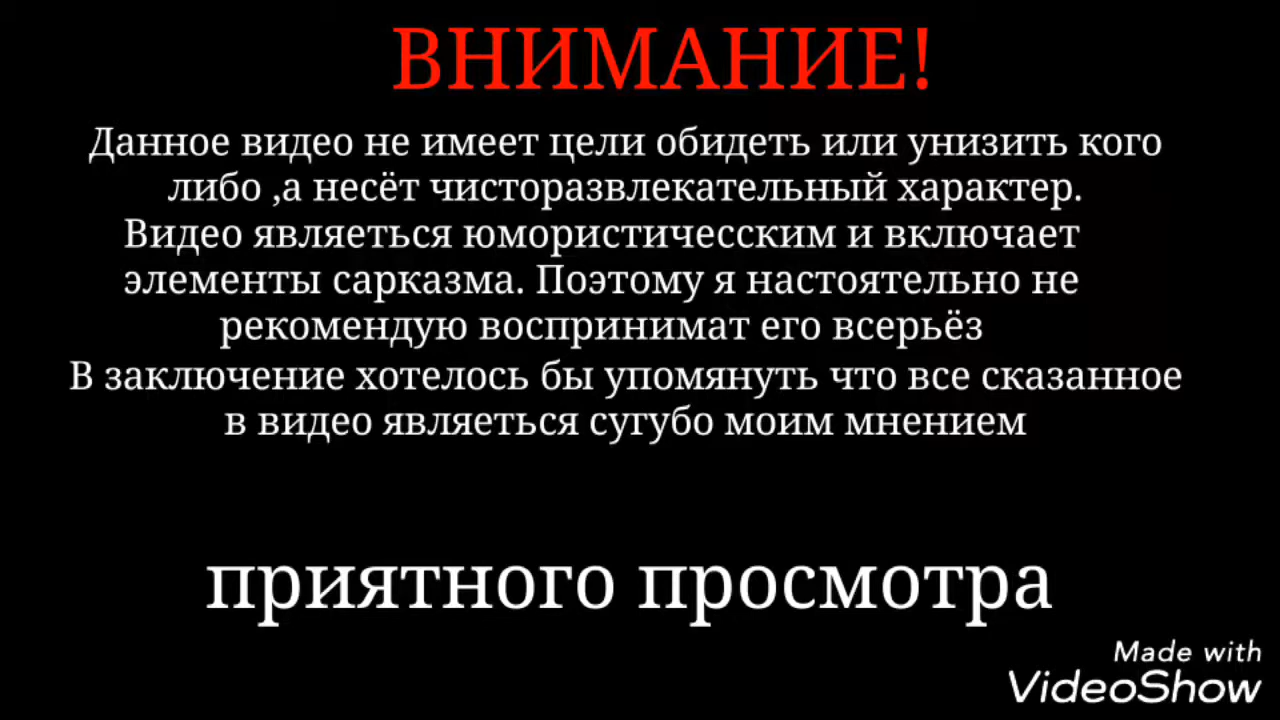 ВНИМАНИЕ!
Данное видео не имеет цели обидеть или унизить кого
либо ,а несёт чисторазвлекательный характер.
Видео являеться юмористичесским и включает
элементы сарказма. Поэтому я настоятельно не
рекомендую воспринимат его всерьёз
В заключение хотелось бы упомянуть что все сказанное
в видео являеться сугубо моим мнением
приятного просмотра
Made with
VideoShow